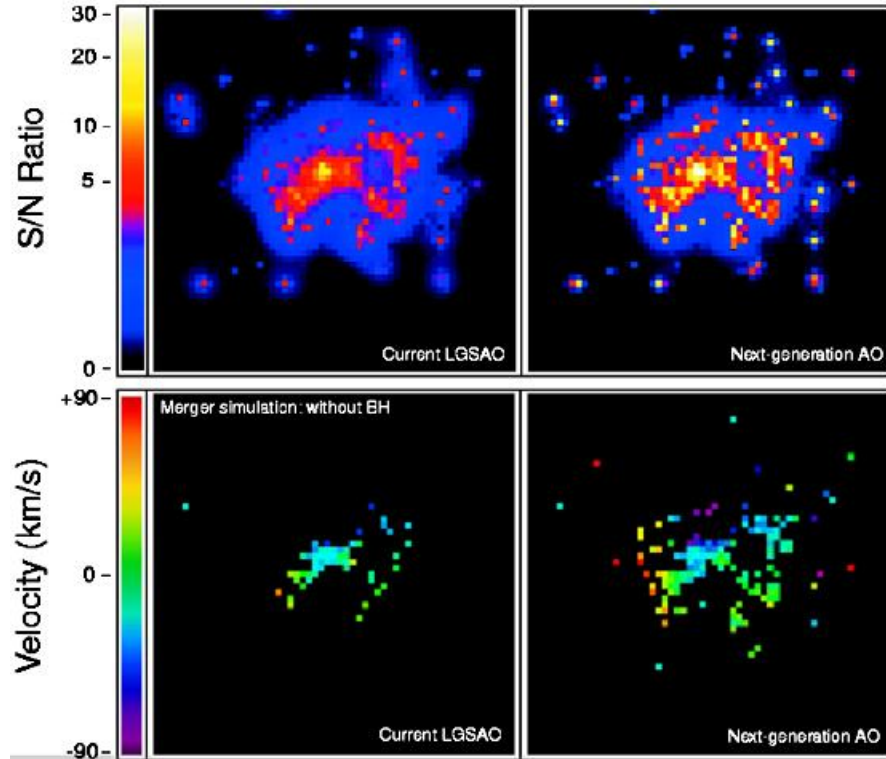 30 -
20 -
10 -
5 -
0 -
S/N Ratio
Current LGSAO
Next-generation AO
+90 -
0 -
-90 -
Velocity (km/s)
Merger simulation: without BH
Current LGSAO
Next-generation AO